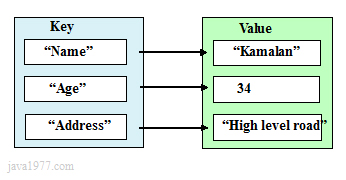 Key Value
“Name” “Kamalan”
“Age” 34
“Address” “High level road”
java1977.com